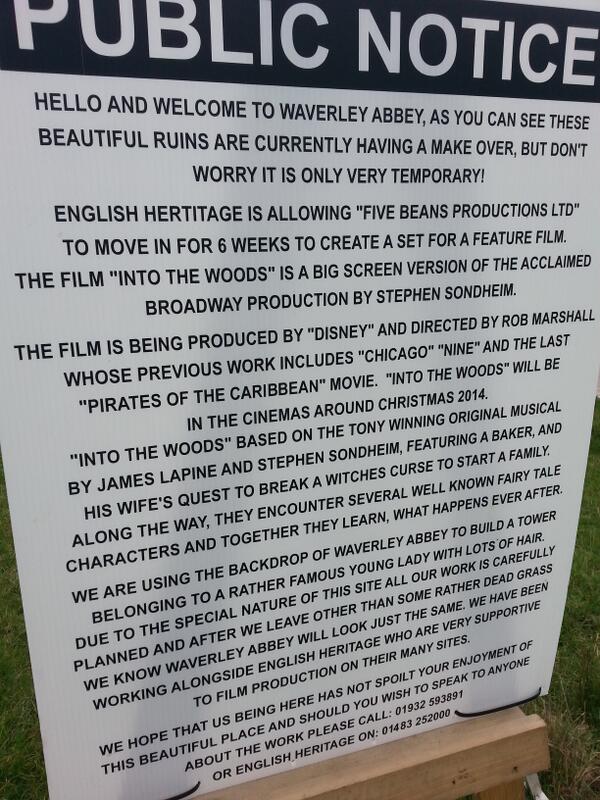 PUBLIC NOTICE
HELLO AND WELCOME TO WAVERLEY ABBEY, AS YOU CAN SEE THESE
BEAUTIFUL RUINS ARE CURRENTLY HAVING A MAKE OVER, BUT DON'T
WORRY IT IS ONLY VERY TEMPORARY!
ENGLISH HERTITAGE IS ALLOWING "FIVE BEANS PRODUCTIONS LTD"
TO MOVE IN FOR 6 WEEKS TO CREATE A SET FOR A FEATURE FILM.
THE FILM "INTO THE WOODS" IS A BIG SCREEN VERSION OF THE ACCLAIMED
BROADWAY PRODUCTION BY STEPHEN SONDHEIM.
THE FILM IS BEING PRODUCED BY "DISNEY" AND DIRECTED BY ROB MARSHALL
WHOSE PREVIOUS WORK INCLUDES "CHICAGO" "NINE" AND THE LAST
"PIRATES OF THE CARIBBEAN" MOVIE. "INTO THE WOODS" WILL BE
IN THE CINEMAS AROUND CHRISTMAS 2014.
"INTO THE WOODS" BASED ON THE TONY WINNING ORIGINAL MUSICAL
BY JAMES LAPINE AND STEPHEN SONDHEIM, FEATURING A BAKER, AND
HIS WIFE'S QUEST TO BREAK A WITCHES CURSE TO START A FAMILY.
ALONG THE WAY, THEY ENCOUNTER SEVERAL WELL KNOWN FAIRY TALE
CHARACTERS AND TOGETHER THEY LEARN, WHAT HAPPENS EVER AFTER.
WE ARE USING THE BACKDROP OF WAVERLEY ABBEY TO BUILD A TOWER
BELONGING TO A RATHER FAMOUS YOUNG LADY WITH LOTS OF HAIR.
DUE TO THE SPECIAL NATURE OF THIS SITE ALL OUR WORK IS CAREFULLY
PLANNED AND AFTER WE LEAVE OTHER THAN SOME RATHER DEAD GRASS
WE KNOW WAVERLEY ABBEY WILL LOOK JUST THE SAME. WE HAVE BEEN
WORKING ALONGSIDE ENGLISH HERITAGE WHO ARE VERY SUPPORTIVE
TO FILM PRODUCTION ON THEIR MANY SITES.
WE HOPE THAT US BEING HERE HAS NOT SPOILT YOUR ENJOYMENT OF
THIS BEAUTIFUL PLACE AND SHOULD YOU WISH TO SPEAK TO ANYONE
ABOUT THE WORK PLEASE CALL: 01932 593891
OR ENGLISH HERITAGE ON: 01483 252000